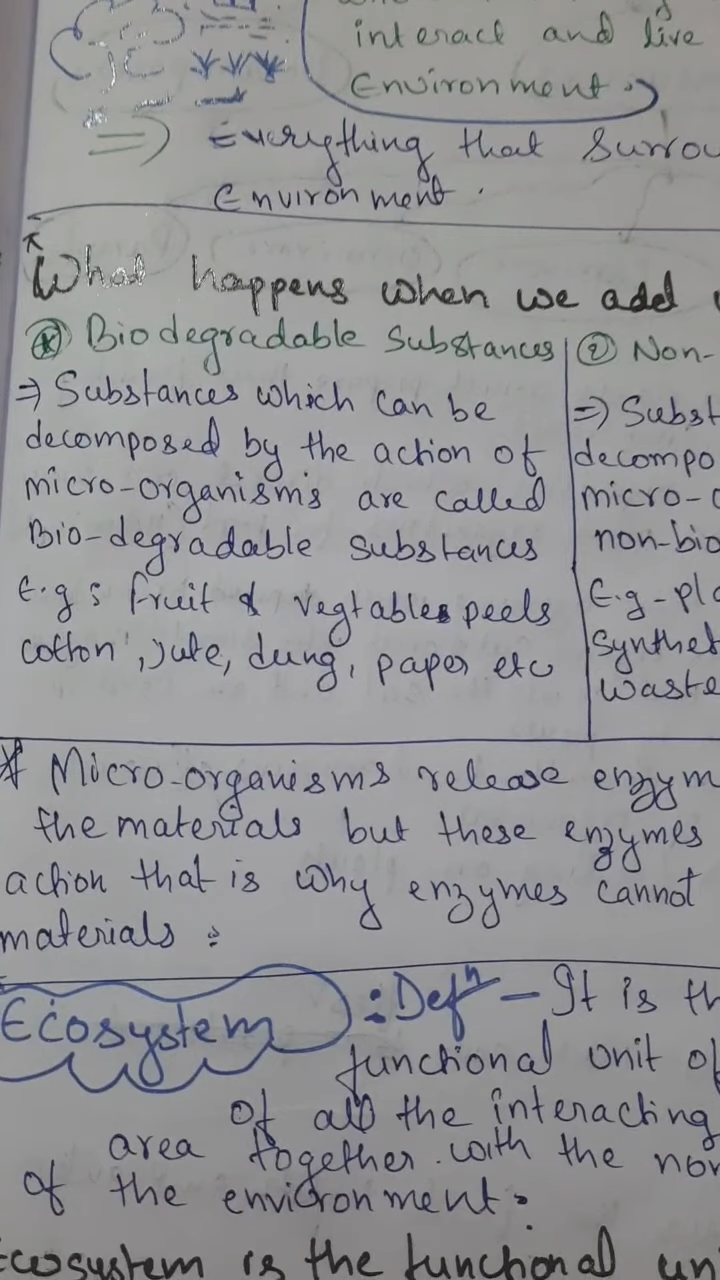 interact and live
Environment.
⇒ Everything that Surrou
Environment.
What happens when we add
Biodegradable Substances
⇒ Substances which can be
decomposed by the action of
micro-organisms are called
Bio-degradable substances
E.g : fruit & vegtables peels
cotton, jute, dung, paper etc
② Non-
⇒ Subst
decompo
micro-o
non-bio
E.g - pla
Synthet
Waste
* Micro-organisms release enzym
the materials but these enzymes
action that is why enzymes cannot
materials :
Ecosystem : Defⁿ - It is th
functional unit of
of all the interacting
area together with the non
of the environment.
Ecosystem is the functional un